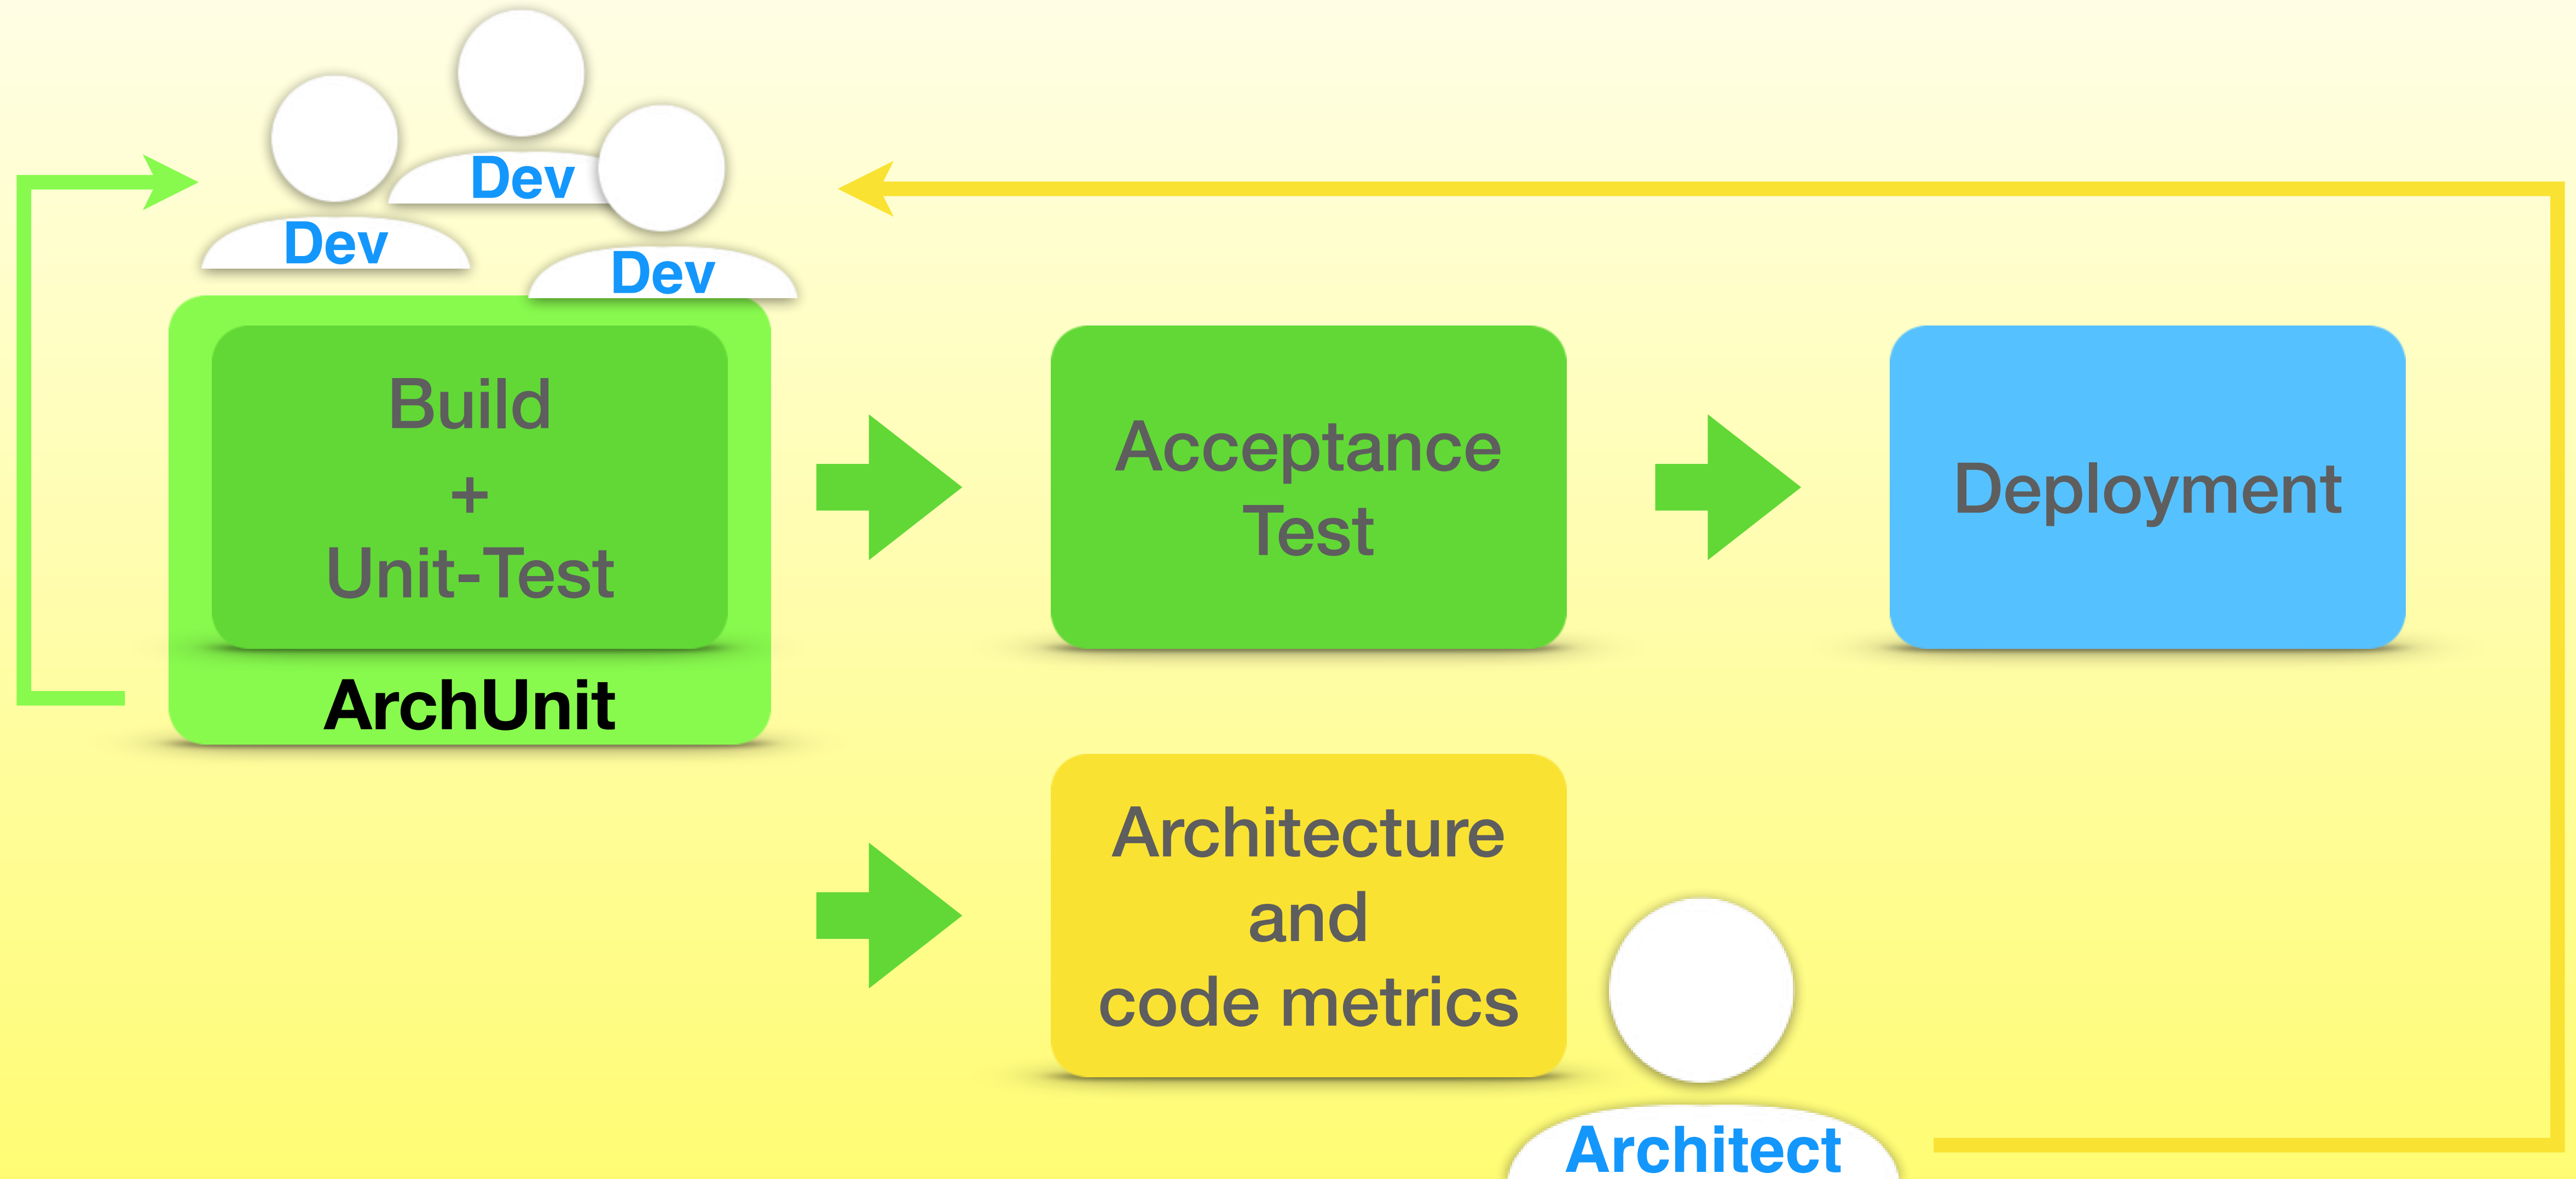 Dev
Dev
Dev
Build
+
Unit-Test
ArchUnit
Acceptance
Test
Deployment
Architecture
and
code metrics
Architect